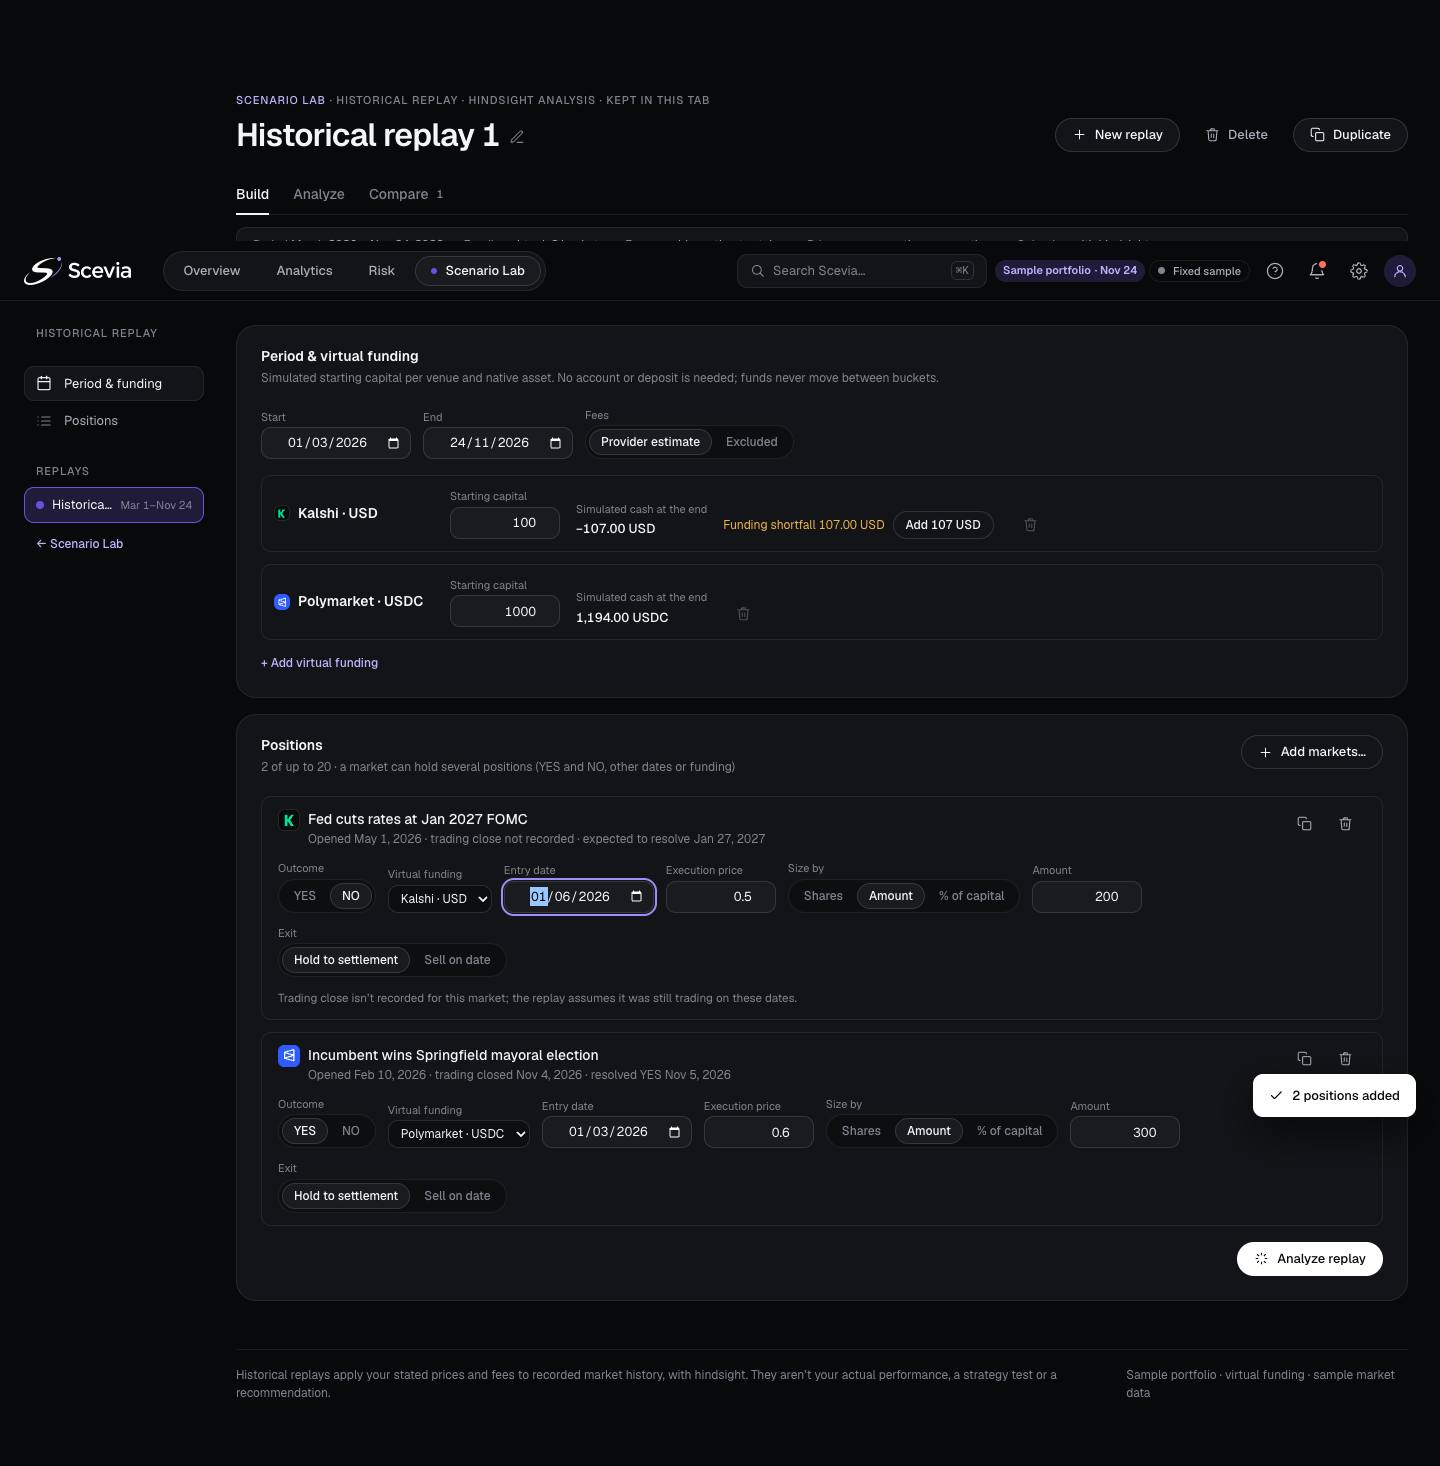 SCENARIO LAB · HISTORICAL REPLAY · HINDSIGHT ANALYSIS · KEPT IN THIS TAB
Historical replay 1
New replay
Delete
Duplicate
Build
Analyze
Compare 1
Scevia
Overview
Analytics
Risk
Scenario Lab
Search Scevia...
⌘K
Sample portfolio · Nov 24
Fixed sample
HISTORICAL REPLAY
Period & funding
Positions
REPLAYS
Historica... Mar 1–Nov 24
← Scenario Lab
Period & virtual funding
Simulated starting capital per venue and native asset. No account or deposit is needed; funds never move between buckets.
Start
End
Fees
01/03/2026
24/11/2026
Provider estimate
Excluded
Kalshi · USD
Starting capital
100
Simulated cash at the end
−107.00 USD
Funding shortfall 107.00 USD
Add 107 USD
Polymarket · USDC
Starting capital
1000
Simulated cash at the end
1,194.00 USDC
+ Add virtual funding
Positions
2 of up to 20 · a market can hold several positions (YES and NO, other dates or funding)
Add markets...
Fed cuts rates at Jan 2027 FOMC
Opened May 1, 2026 · trading close not recorded · expected to resolve Jan 27, 2027
Outcome
Virtual funding
Entry date
Execution price
Size by
Amount
YES
NO
Kalshi · USD
01/06/2026
0.5
Shares
Amount
% of capital
200
Exit
Hold to settlement
Sell on date
Trading close isn't recorded for this market; the replay assumes it was still trading on these dates.
Incumbent wins Springfield mayoral election
Opened Feb 10, 2026 · trading closed Nov 4, 2026 · resolved YES Nov 5, 2026
2 positions added
Outcome
Virtual funding
Entry date
Execution price
Size by
Amount
YES
NO
Polymarket · USDC
01/03/2026
0.6
Shares
Amount
% of capital
300
Exit
Hold to settlement
Sell on date
Analyze replay
Historical replays apply your stated prices and fees to recorded market history, with hindsight. They aren't your actual performance, a strategy test or a
recommendation.
Sample portfolio · virtual funding · sample market
data